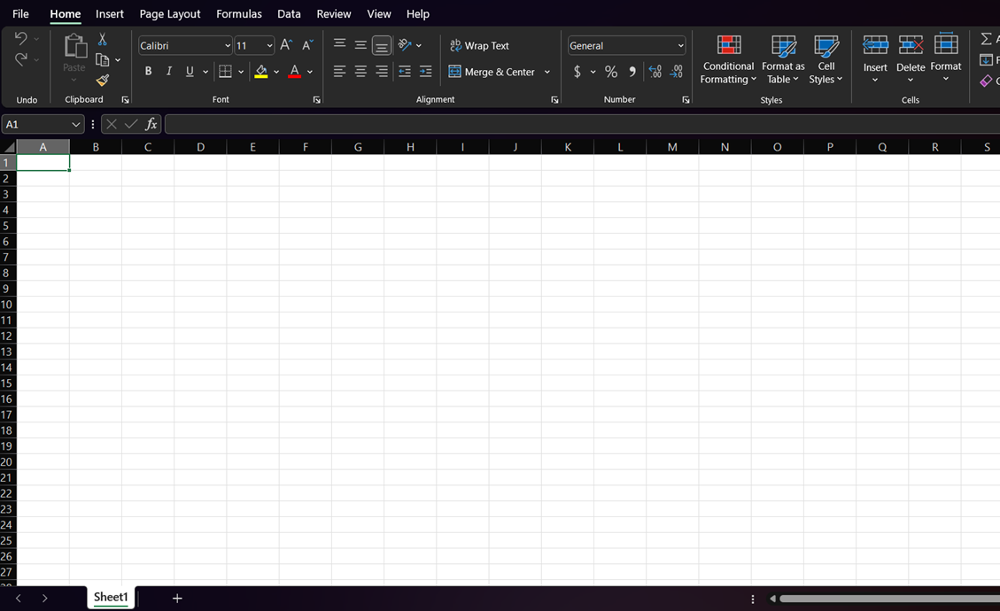 File Home Insert Page Layout Formulas Data Review View Help
Calibri 11 General
ab Wrap Text
Paste
B I U A Merge & Center $ % 9 .00 .00
Conditional Formatting
Format as Table
Cell Styles
Insert Delete Format
Undo Clipboard Font Alignment Number Styles Cells
A1 fx
A B C D E F G H I J K L M N O P Q R S
1
2
3
4
5
6
7
8
9
10
11
12
13
14
15
16
17
18
19
20
21
22
23
24
25
26
27
Sheet1 +